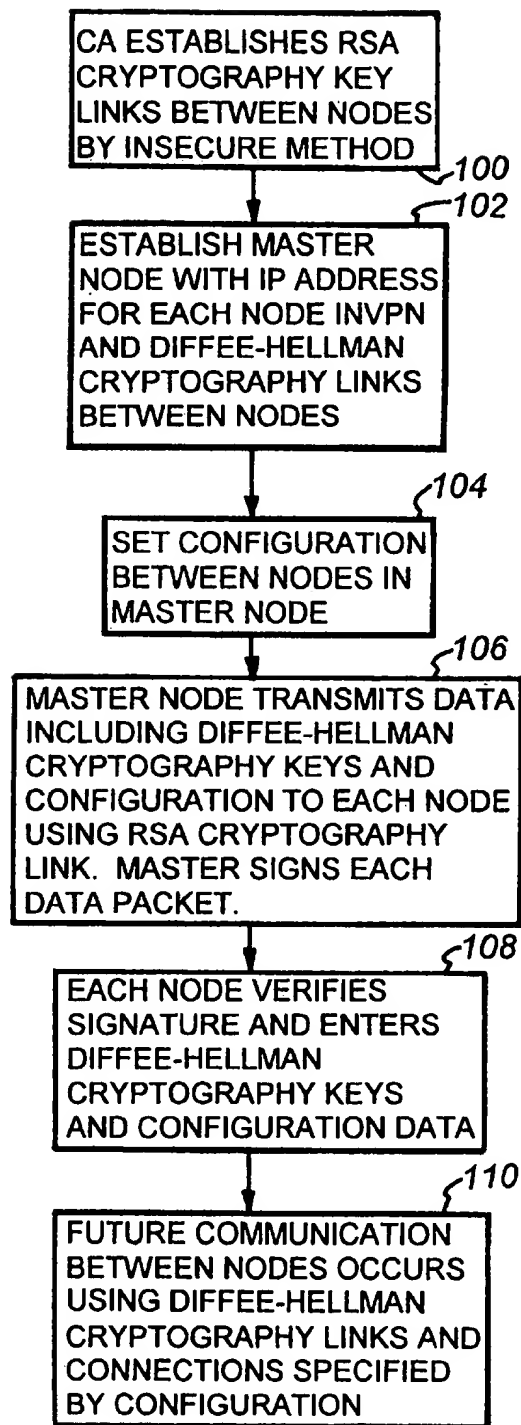 CA ESTABLISHES RSA
CRYPTOGRAPHY KEY
LINKS BETWEEN NODES
BY INSECURE METHOD
100
102
ESTABLISH MASTER
NODE WITH IP ADDRESS
FOR EACH NODE INVPN
AND DIFFEE-HELLMAN
CRYPTOGRAPHY LINKS
BETWEEN NODES
104
SET CONFIGURATION
BETWEEN NODES IN
MASTER NODE
106
MASTER NODE TRANSMITS DATA
INCLUDING DIFFEE-HELLMAN
CRYPTOGRAPHY KEYS AND
CONFIGURATION TO EACH NODE
USING RSA CRYPTOGRAPHY
LINK. MASTER SIGNS EACH
DATA PACKET.
108
EACH NODE VERIFIES
SIGNATURE AND ENTERS
DIFFEE-HELLMAN
CRYPTOGRAPHY KEYS
AND CONFIGURATION DATA
110
FUTURE COMMUNICATION
BETWEEN NODES OCCURS
USING DIFFEE-HELLMAN
CRYPTOGRAPHY LINKS AND
CONNECTIONS SPECIFIED
BY CONFIGURATION